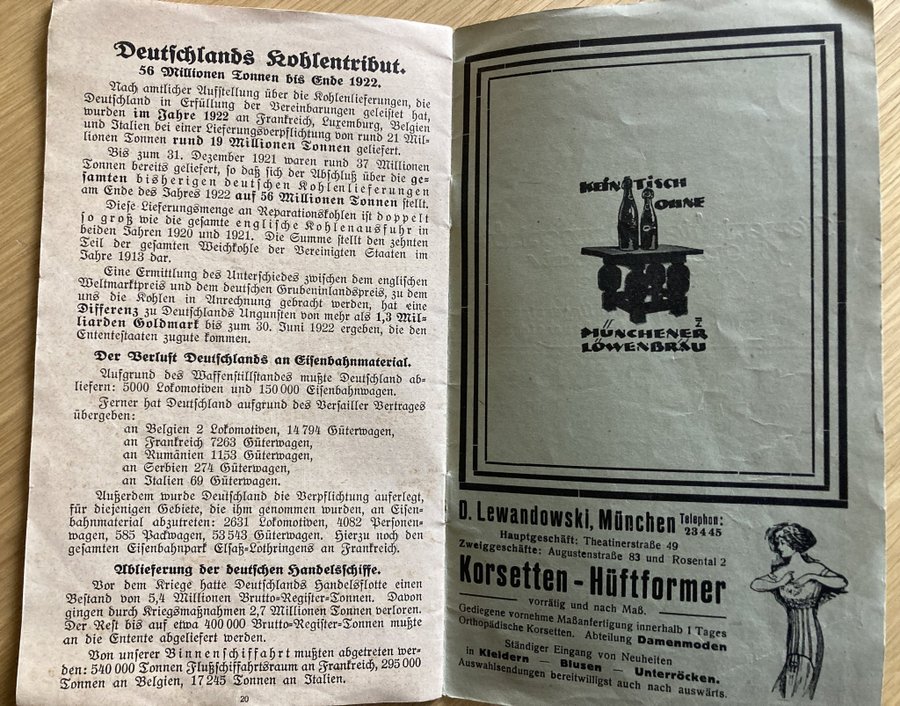 Deutschlands Kohlentribut.
56 Millionen Tonnen bis Ende 1922.
Nach amtlicher Aufstellung über die Kohlenlieferungen, die
Deutschland in Erfüllung der Vereinbarungen geleistet hat,
wurden im Jahre 1922 an Frankreich, Luxemburg, Belgien
und Italien bei einer Lieferungsverpflichtung von rund 21 Mil-
lionen Tonnen rund 19 Millionen Tonnen geliefert.
Bis zum 31. Dezember 1921 waren rund 37 Millionen
Tonnen bereits geliefert, so daß sich der Abschluß über die ge-
samten bisherigen deutschen Kohlenlieferungen
am Ende des Jahres 1922 auf 56 Millionen Tonnen stellt.
Diese Lieferungsmenge an Reparationskohlen ist doppelt
so groß wie die gesamte englische Kohlenausfuhr in
beiden Jahren 1920 und 1921. Die Summe stellt den zehnten
Teil der gesamten Weichkohle der Vereinigten Staaten im
Jahre 1913 dar.
Eine Ermittlung des Unterschiedes zwischen dem englischen
Weltmarktpreis und dem deutschen Grubeninlandspreis, zu dem
uns die Kohlen in Anrechnung gebracht werden, hat eine
Differenz zu Deutschlands Ungunsten von mehr als 1,3 Mil-
liarden Goldmark bis zum 30. Juni 1922 ergeben, die den
Ententestaaten zugute kommen.
Der Verlust Deutschlands an Eisenbahnmaterial.
Aufgrund des Waffenstillstandes mußte Deutschland ab-
liefern: 5000 Lokomotiven und 150000 Eisenbahnwagen.
Ferner hat Deutschland aufgrund des Versailler Vertrages
übergeben:
an Belgien 2 Lokomotiven, 14794 Güterwagen,
an Frankreich 7263 Güterwagen,
an Rumänien 1153 Güterwagen,
an Serbien 274 Güterwagen,
an Italien 69 Güterwagen.
Außerdem wurde Deutschland die Verpflichtung auferlegt,
für diejenigen Gebiete, die ihm genommen wurden, an Eisen-
bahnmaterial abzutreten: 2631 Lokomotiven, 4082 Personen-
wagen, 585 Packwagen, 53543 Güterwagen. Hierzu noch den
gesamten Eisenbahnpark Elsaß-Lothringens an Frankreich.
Ablieferung der deutschen Handelsschiffe.
Vor dem Kriege hatte Deutschlands Handelsflotte einen
Bestand von 5,4 Millionen Brutto-Register-Tonnen. Davon
gingen durch Kriegsmaßnahmen 2,7 Millionen Tonnen verloren.
Der Rest bis auf etwa 400000 Brutto-Register-Tonnen mußte
an die Entente abgeliefert werden.
Von unserer Binnenschiffahrt mußten abgetreten wer-
den: 540000 Tonnen Flußschiffahrtsraum an Frankreich, 295000
Tonnen an Belgien, 17245 Tonnen an Italien.
20
KEIN TISCH
OHNE
MÜNCHENER
LÖWENBRÄU
O. Lewandowski, München Telephon: 23445
Hauptgeschäft: Theatinerstraße 49
Zweiggeschäfte: Augustenstraße 83 und Rosental 2
Korsetten - Hüftformer
vorrätig und nach Maß.
Gediegene vornehme Maßanfertigung innerhalb 1 Tages
Orthopädische Korsetten. Abteilung Damenmoden
Ständiger Eingang von Neuheiten
in Kleidern — Blusen — Unterröcken.
Auswahlsendungen bereitwilligst auch nach auswärts.